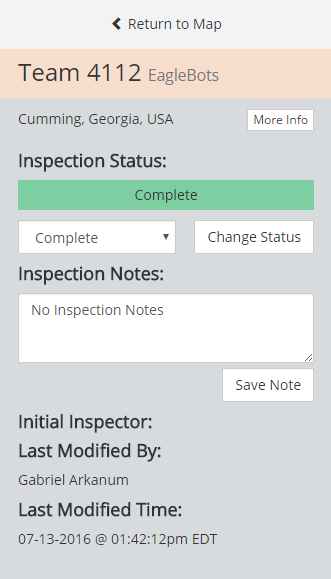 Return to Map
Team 4112 EagleBots
Cumming, Georgia, USA More Info
Inspection Status:
Complete
Complete Change Status
Inspection Notes:
No Inspection Notes
Save Note
Initial Inspector:
Last Modified By:
Gabriel Arkanum
Last Modified Time:
07-13-2016 @ 01:42:12pm EDT